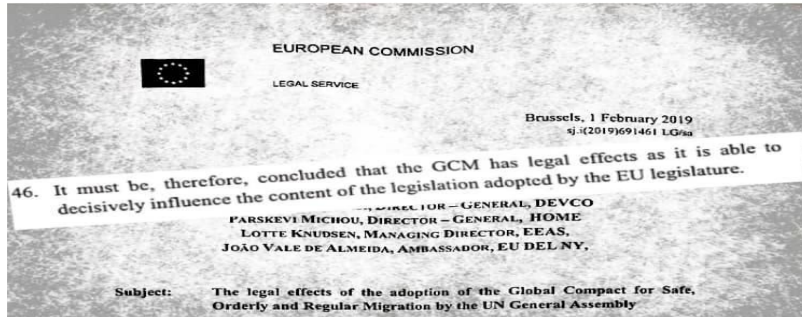 EUROPEAN COMMISSION
LEGAL SERVICE
Brussels, 1 February 2019
sj.i(2019)691461 LG/sa
46. It must be, therefore, concluded that the GCM has legal effects as it is able to
decisively influence the content of the legislation adopted by the EU legislature.
DIRECTOR – GENERAL, DEVCO
PARSKEVI MICHOU, DIRECTOR – GENERAL, HOME
LOTTE KNUDSEN, MANAGING DIRECTOR, EEAS,
JOÃO VALE DE ALMEIDA, AMBASSADOR, EU DEL NY,
Subject: The legal effects of the adoption of the Global Compact for Safe,
Orderly and Regular Migration by the UN General Assembly